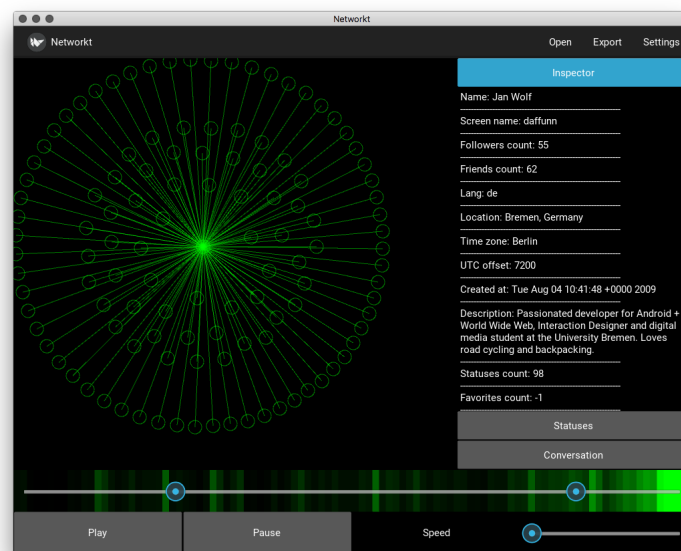 Networkt
Networkt
Open
Export
Settings
Inspector
Name: Jan Wolf
Screen name: daffunn
Followers count: 55
Friends count: 62
Lang: de
Location: Bremen, Germany
Time zone: Berlin
UTC offset: 7200
Created at: Tue Aug 04 10:41:48 +0000 2009
Description: Passionated developer for Android +
World Wide Web, Interaction Designer and digital
media student at the University Bremen. Loves
road cycling and backpacking.
Statuses count: 98
Favorites count: -1
Statuses
Conversation
Play
Pause
Speed